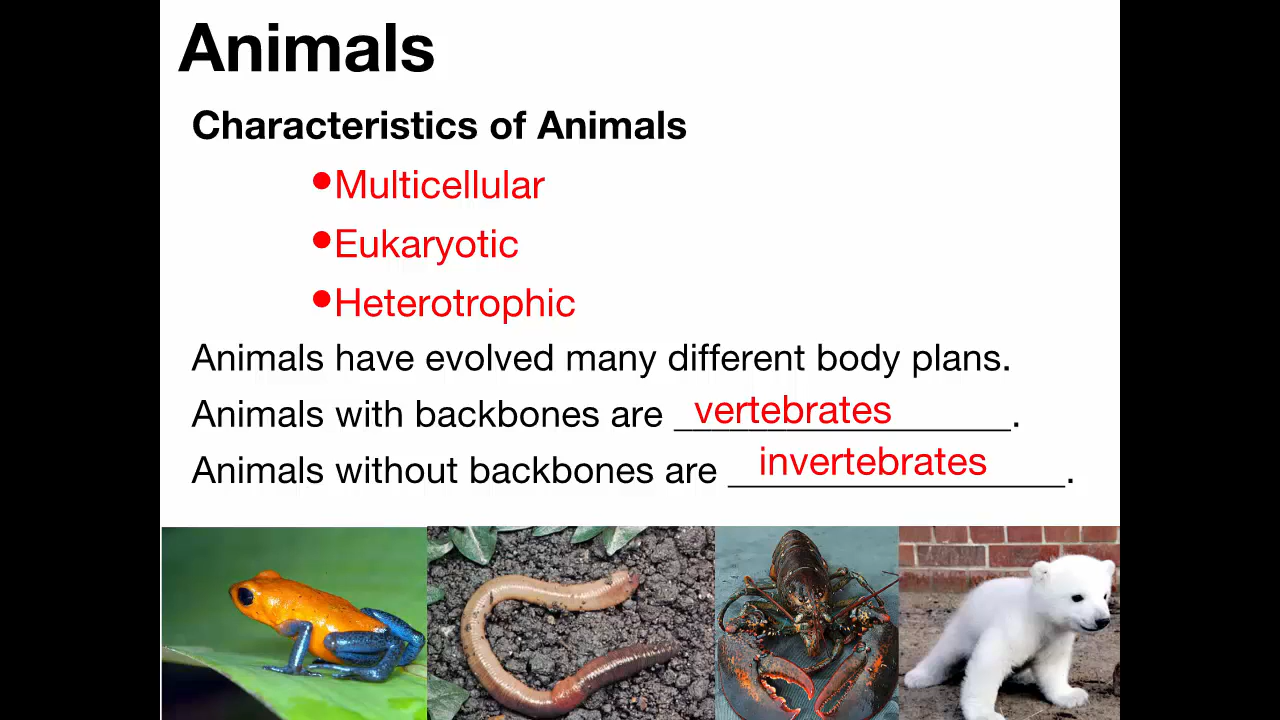 Animals
Characteristics of Animals
•Multicellular
•Eukaryotic
•Heterotrophic
Animals have evolved many different body plans.
Animals with backbones are vertebrates.
Animals without backbones are invertebrates.